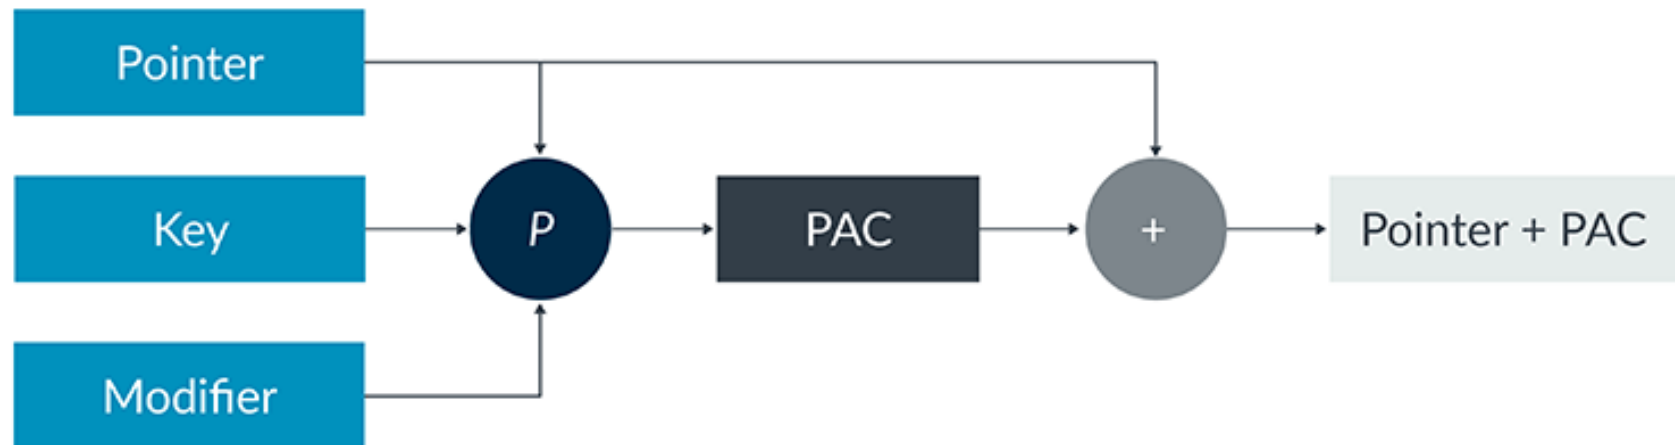 Pointer
Key
P
PAC
+
Pointer + PAC
Modifier